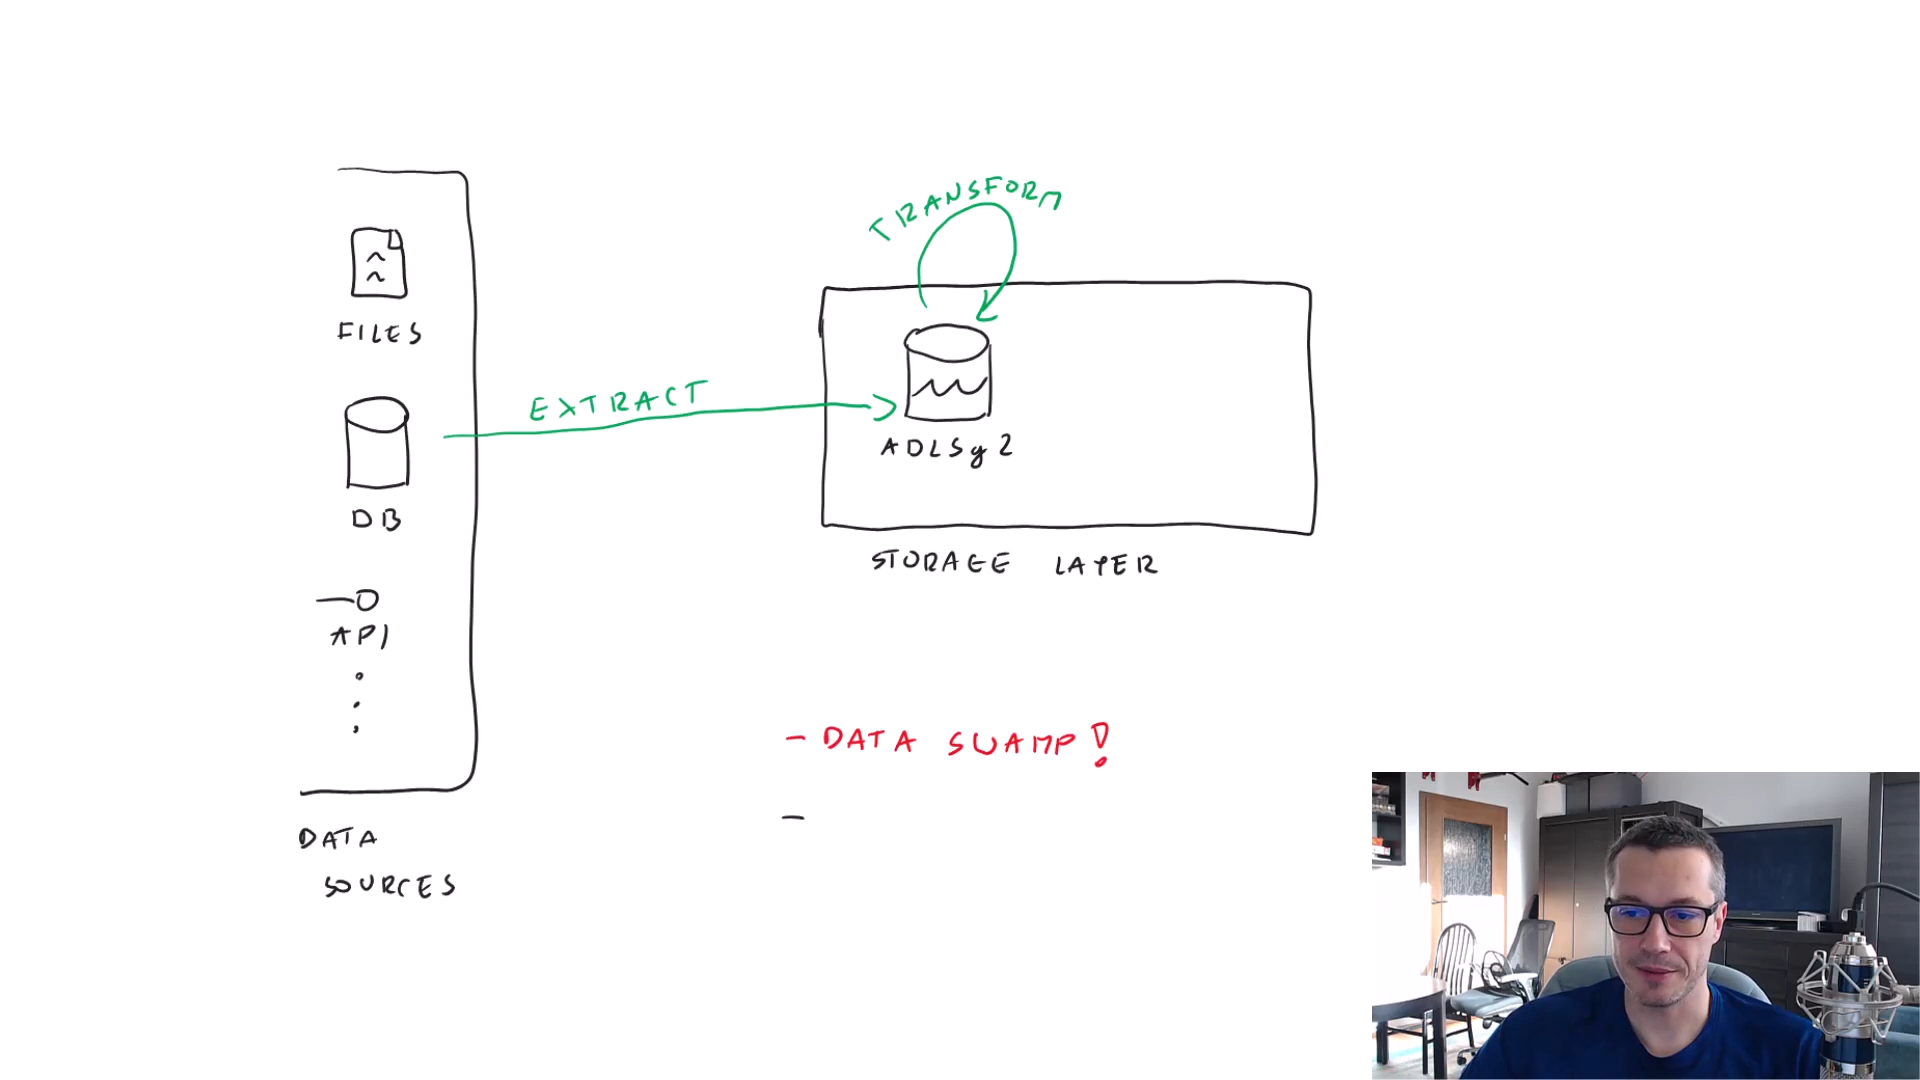 TRANSFORM
FILES
EXTRACT
ADLSg2
DB
STORAGE LAYER
API
- DATA SWAMP!
-
DATA
SOURCES